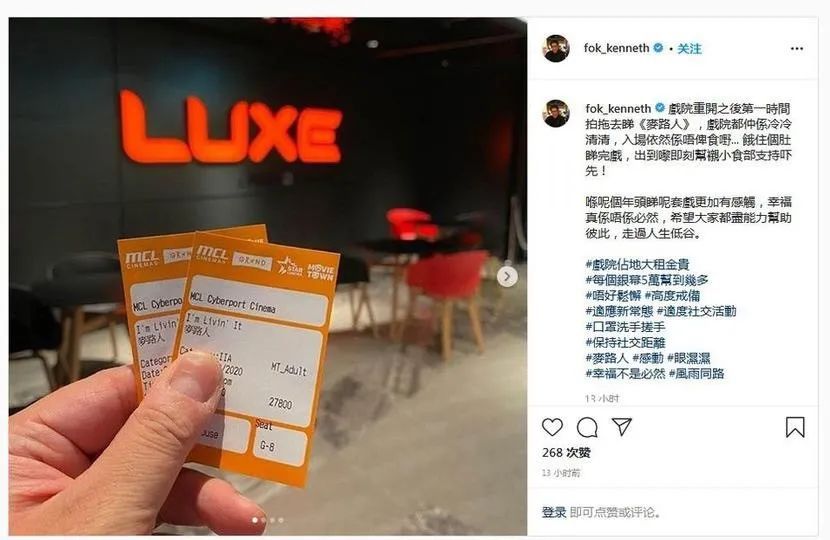 LUXE
MCL
CINEMAS
GRAND
MCL
CINEMAS
GRAND
STAR
CINEMA
MOVIE
TOWN
MCL Cyberpor
MCL Cyberport Cinema
I'm Livin'
麥路人
I'm Livin' It
麥路人
Category:IIA
/2020
MT_Adult
27800
ouse
Seat
G-8
fok_kenneth • 关注
fok_kenneth 戲院重開之後第一時間
拍拖去睇《麥路人》，戲院都仲係冷冷
清清，入場依然係唔俾食嘢... 餓住個肚
睇完戲，出到嚟即刻幫襯小食部支持吓
先！
喺呢個年頭睇呢套戲更加有感觸，幸福
真係唔係必然，希望大家都盡能力幫助
彼此，走過人生低谷。
#戲院佔地大租金貴
#每個銀幕5萬幫到幾多
#唔好鬆懈 #高度戒備
#適應新常態 #適度社交活動
#口罩洗手搓手
#保持社交距離
#麥路人 #感動 #眼濕濕
#幸福不是必然 #風雨同路
13 小时
268 次赞
13 小时前
登录 即可点赞或评论。